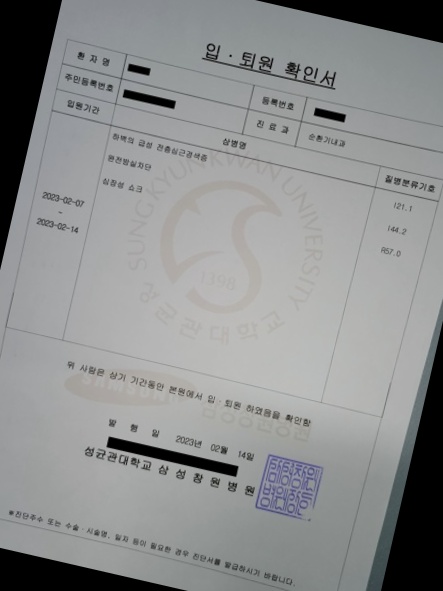 입 · 퇴원 확인서
환 자 명
등록번호
주민등록번호
진 료 과 순환기내과
입원기간 상병명 질병분류기호
하벽의 급성 전층심근경색증 I21.1
완전방실차단 I44.2
심장성 쇼크 R57.0
2023-02-07
~
2023-02-14
SUNGKYUNKWAN UNIVERSITY
1398
성균관대학교
위 사람은 상기 기간동안 본원에서 입 · 퇴원 하였음을 확인함
SAMSUNG 삼성창원병원
발 행 일 2023년 02월 14일
성균관대학교 삼성창원병원
※진단주수 또는 수술·시술명, 일자 등이 필요한 경우 진단서를 발급하시기 바랍니다.